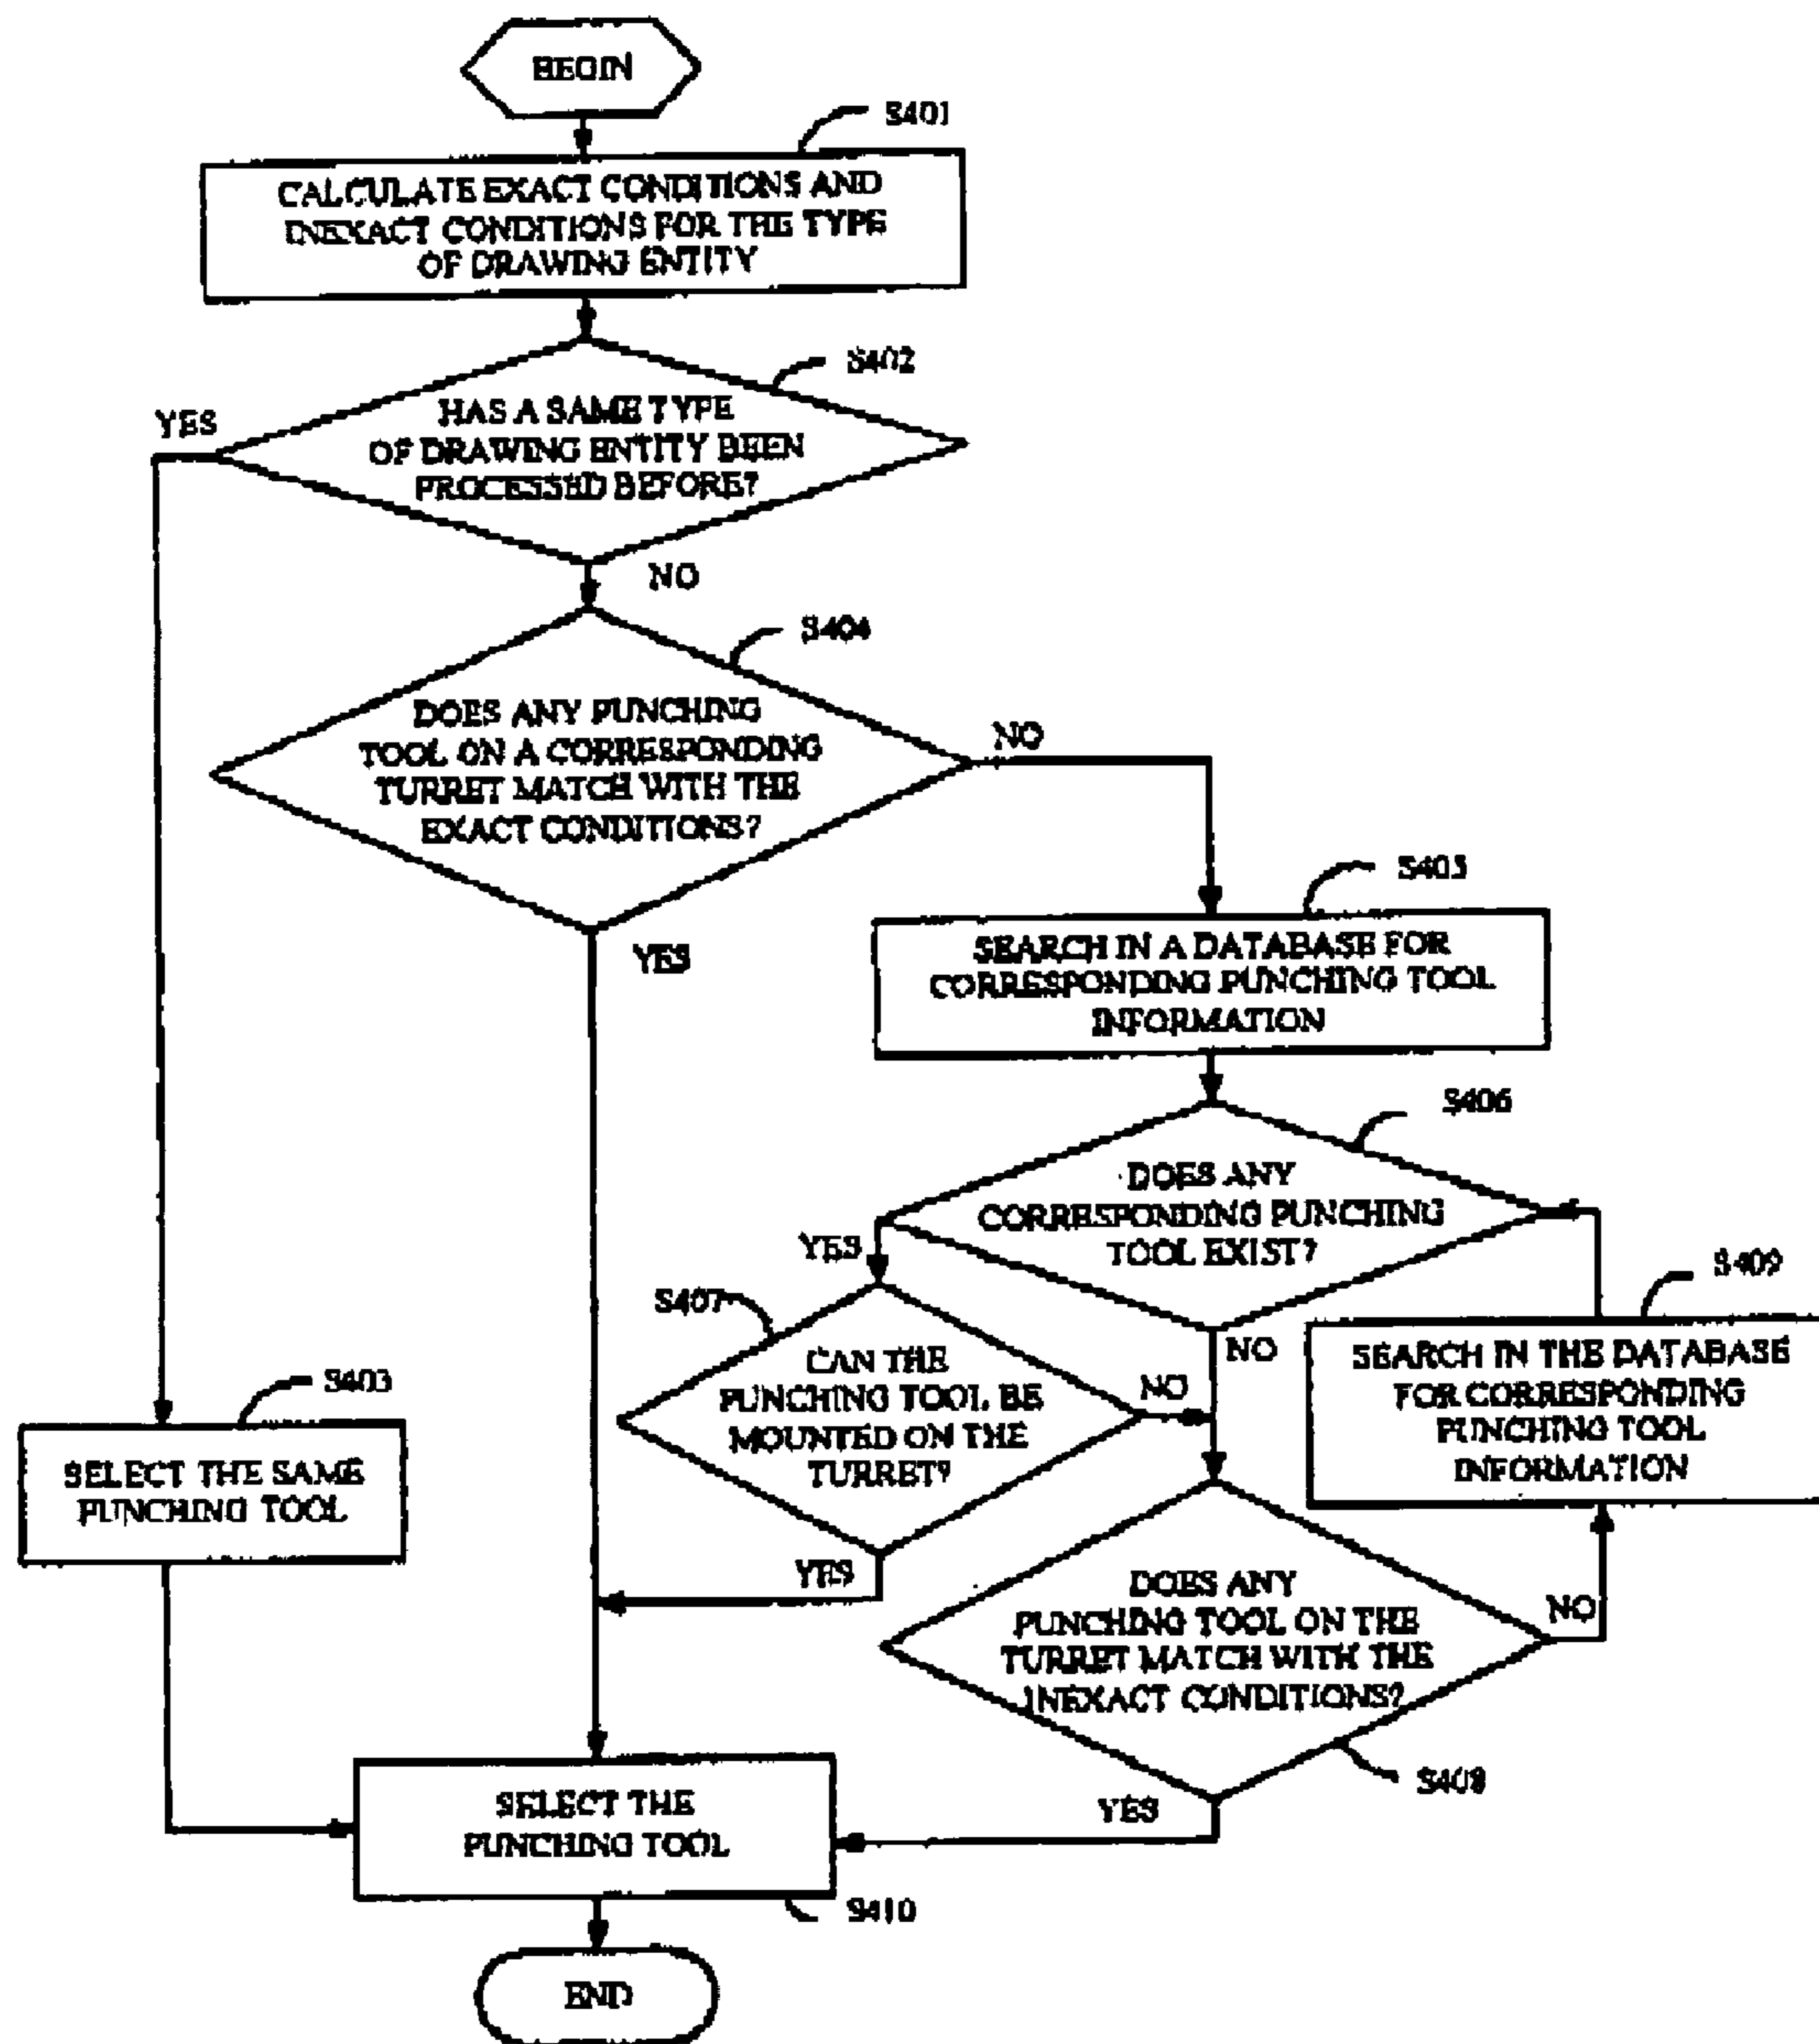 BEGIN
S401
CALCULATE EXACT CONDITIONS AND
INEXACT CONDITIONS FOR THE TYPE
OF DRAWING ENTITY
S402
YES
HAS A SAME TYPE
OF DRAWING ENTITY BEEN
PROCESSED BEFORE?
NO
S404
DOES ANY PUNCHING
TOOL ON A CORRESPONDING
TURRET MATCH WITH THE
EXACT CONDITIONS?
NO
YES
S405
SEARCH IN A DATABASE FOR
CORRESPONDING PUNCHING TOOL
INFORMATION
S406
DOES ANY
CORRESPONDING PUNCHING
TOOL EXIST?
YES
NO
S407
CAN THE
PUNCHING TOOL BE
MOUNTED ON THE
TURRET?
NO
YES
S409
SEARCH IN THE DATABASE
FOR CORRESPONDING
PUNCHING TOOL
INFORMATION
S403
SELECT THE SAME
PUNCHING TOOL
DOES ANY
PUNCHING TOOL ON THE
TURRET MATCH WITH THE
INEXACT CONDITIONS?
NO
S408
YES
SELECT THE
PUNCHING TOOL
S410
END